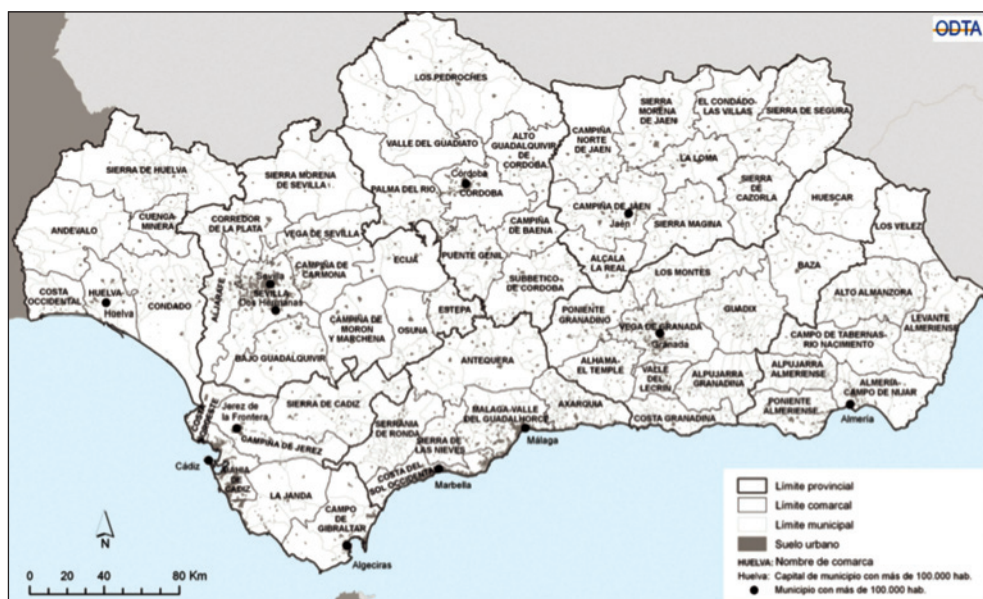 ODTA
LOS PEDROCHES
SIERRA
MORENA
DE JAEN
EL CONDADO-
LAS VILLAS
SIERRA DE SEGURA
VALLE DEL GUADIATO
ALTO
GUADALQUIVIR
DE
CORDOBA
CAMPIÑA
NORTE
DE JAEN
LA LOMA
SIERRA DE HUELVA
SIERRA MORENA
DE SEVILLA
PALMA DEL RIO
Córdoba
CORDOBA
SIERRA
DE
CAZORLA
HUESCAR
CAMPIÑA DE JAEN
Jaén
SIERRA MAGINA
ANDEVALO
CUENCA
MINERA
CORREDOR
DE LA PLATA
VEGA DE SEVILLA
CAMPIÑA
DE BAENA
LOS VELEZ
ECIJA
PUENTE GENIL
ALCALA
LA REAL
CAMPIÑA DE
CARMONA
LOS MONTES
BAZA
Sevilla
SEVILLA
Dos Hermanas
SUBBETICO
DE CORDOBA
ALTO ALMANZORA
COSTA
OCCIDENTAL
HUELVA
Huelva
CONDADO
ALJARAFE
ESTEPA
PONIENTE
GRANADINO
GUADIX
LEVANTE
ALMERIENSE
CAMPIÑA
DE MORON
Y MARCHENA
OSUNA
VEGA DE GRANADA
Granada
CAMPO DE TABERNAS-
RIO NACIMIENTO
BAJO GUADALQUIVIR
ANTEQUERA
ALHAMA-
EL TEMPLE
VALLE
DEL
LECRIN
ALPUJARRA
GRANADINA
ALPUJARRA
ALMERIENSE
ALMERÍA-
CAMPO DE NIJAR
PONIENTE
ALMERIENSE
Almería
COSTA
NOROESTE
Jerez de
la Frontera
SIERRA DE CADIZ
MALAGA-VALLE
DEL GUADALHORCE
AXARQUIA
COSTA GRANADINA
SERRANIA
DE RONDA
SIERRA DE
LAS NIEVES
Málaga
CAMPIÑA DE JEREZ
Cádiz
BAHIA
DE
CADIZ
COSTA DEL
SOL OCCIDENTAL
Marbella
LA JANDA
CAMPO
DE
GIBRALTAR
Algeciras
N
0 20 40 80 Km
Límite provincial
Límite comarcal
Límite municipal
Suelo urbano
HUELVA: Nombre de comarca
Huelva: Capital de municipio con más de 100.000 hab.
Municipio con más de 100.000 hab.